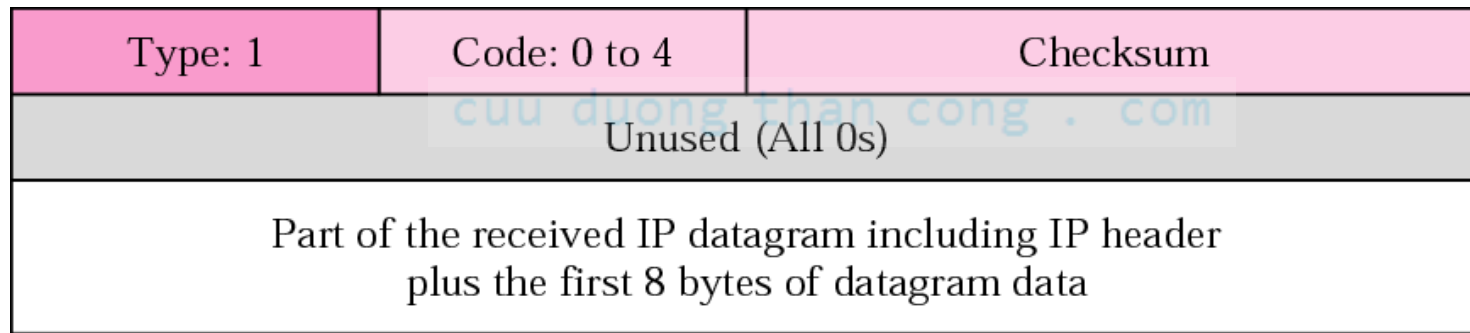 Type: 1
Code: 0 to 4
Checksum
cuu duong than cong . com
Unused (All 0s)
Part of the received IP datagram including IP header
plus the first 8 bytes of datagram data